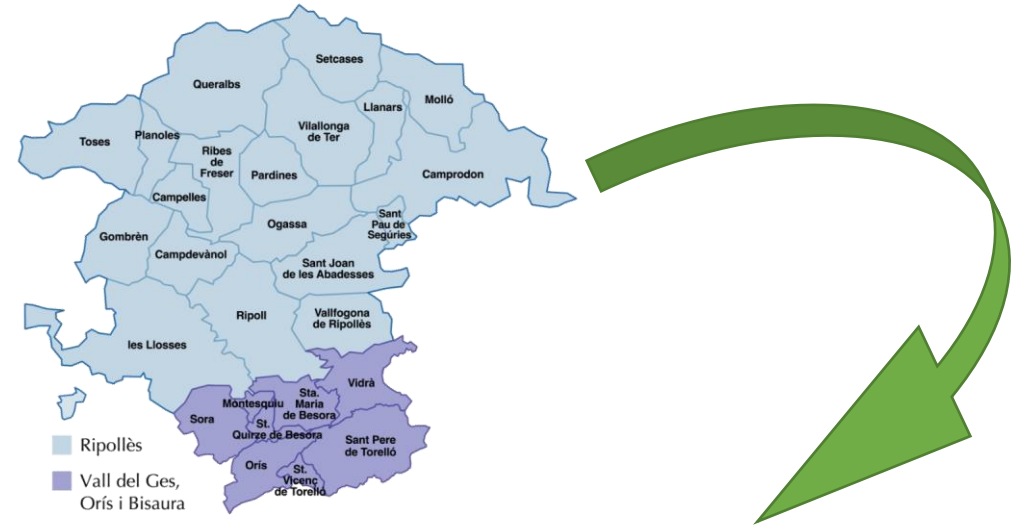 Setcases
Queralbs
Molló
Llanars
Vilallonga
de Ter
Planoles
Toses
Ribes
de
Freser
Pardines
Camprodon
Campelles
Sant
Pau de
Segúries
Ogassa
Gombrèn
Campdevànol
Sant Joan
de les Abadesses
Ripoll
Vallfogona
de Ripollès
les Llosses
Vidrà
Sta.
Maria
de Besora
Montesquiu
Sora
St.
Quirze de Besora
Sant Pere
de Torelló
Orís
St.
Vicenç
de Torelló
Ripollès
Vall del Ges,
Orís i Bisaura